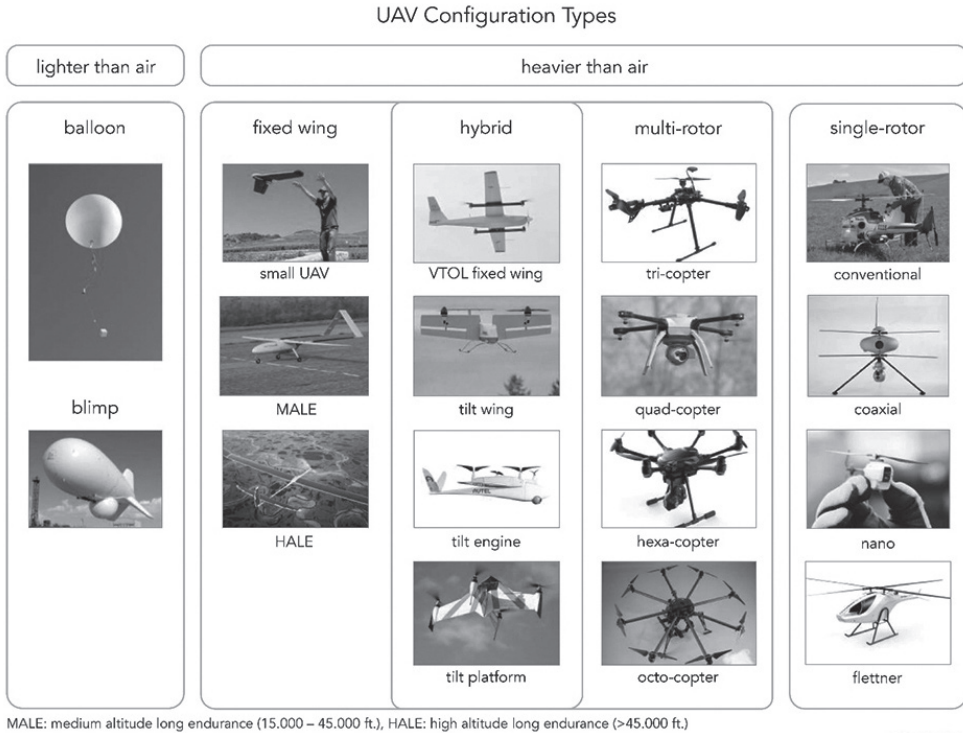 UAV Configuration Types
lighter than air
heavier than air
balloon
blimp
fixed wing
small UAV
MALE
HALE
hybrid
VTOL fixed wing
tilt wing
tilt engine
tilt platform
multi-rotor
tri-copter
quad-copter
hexa-copter
octo-copter
single-rotor
conventional
coaxial
nano
flettner
MALE: medium altitude long endurance (15.000 – 45.000 ft.), HALE: high altitude long endurance (>45.000 ft.)